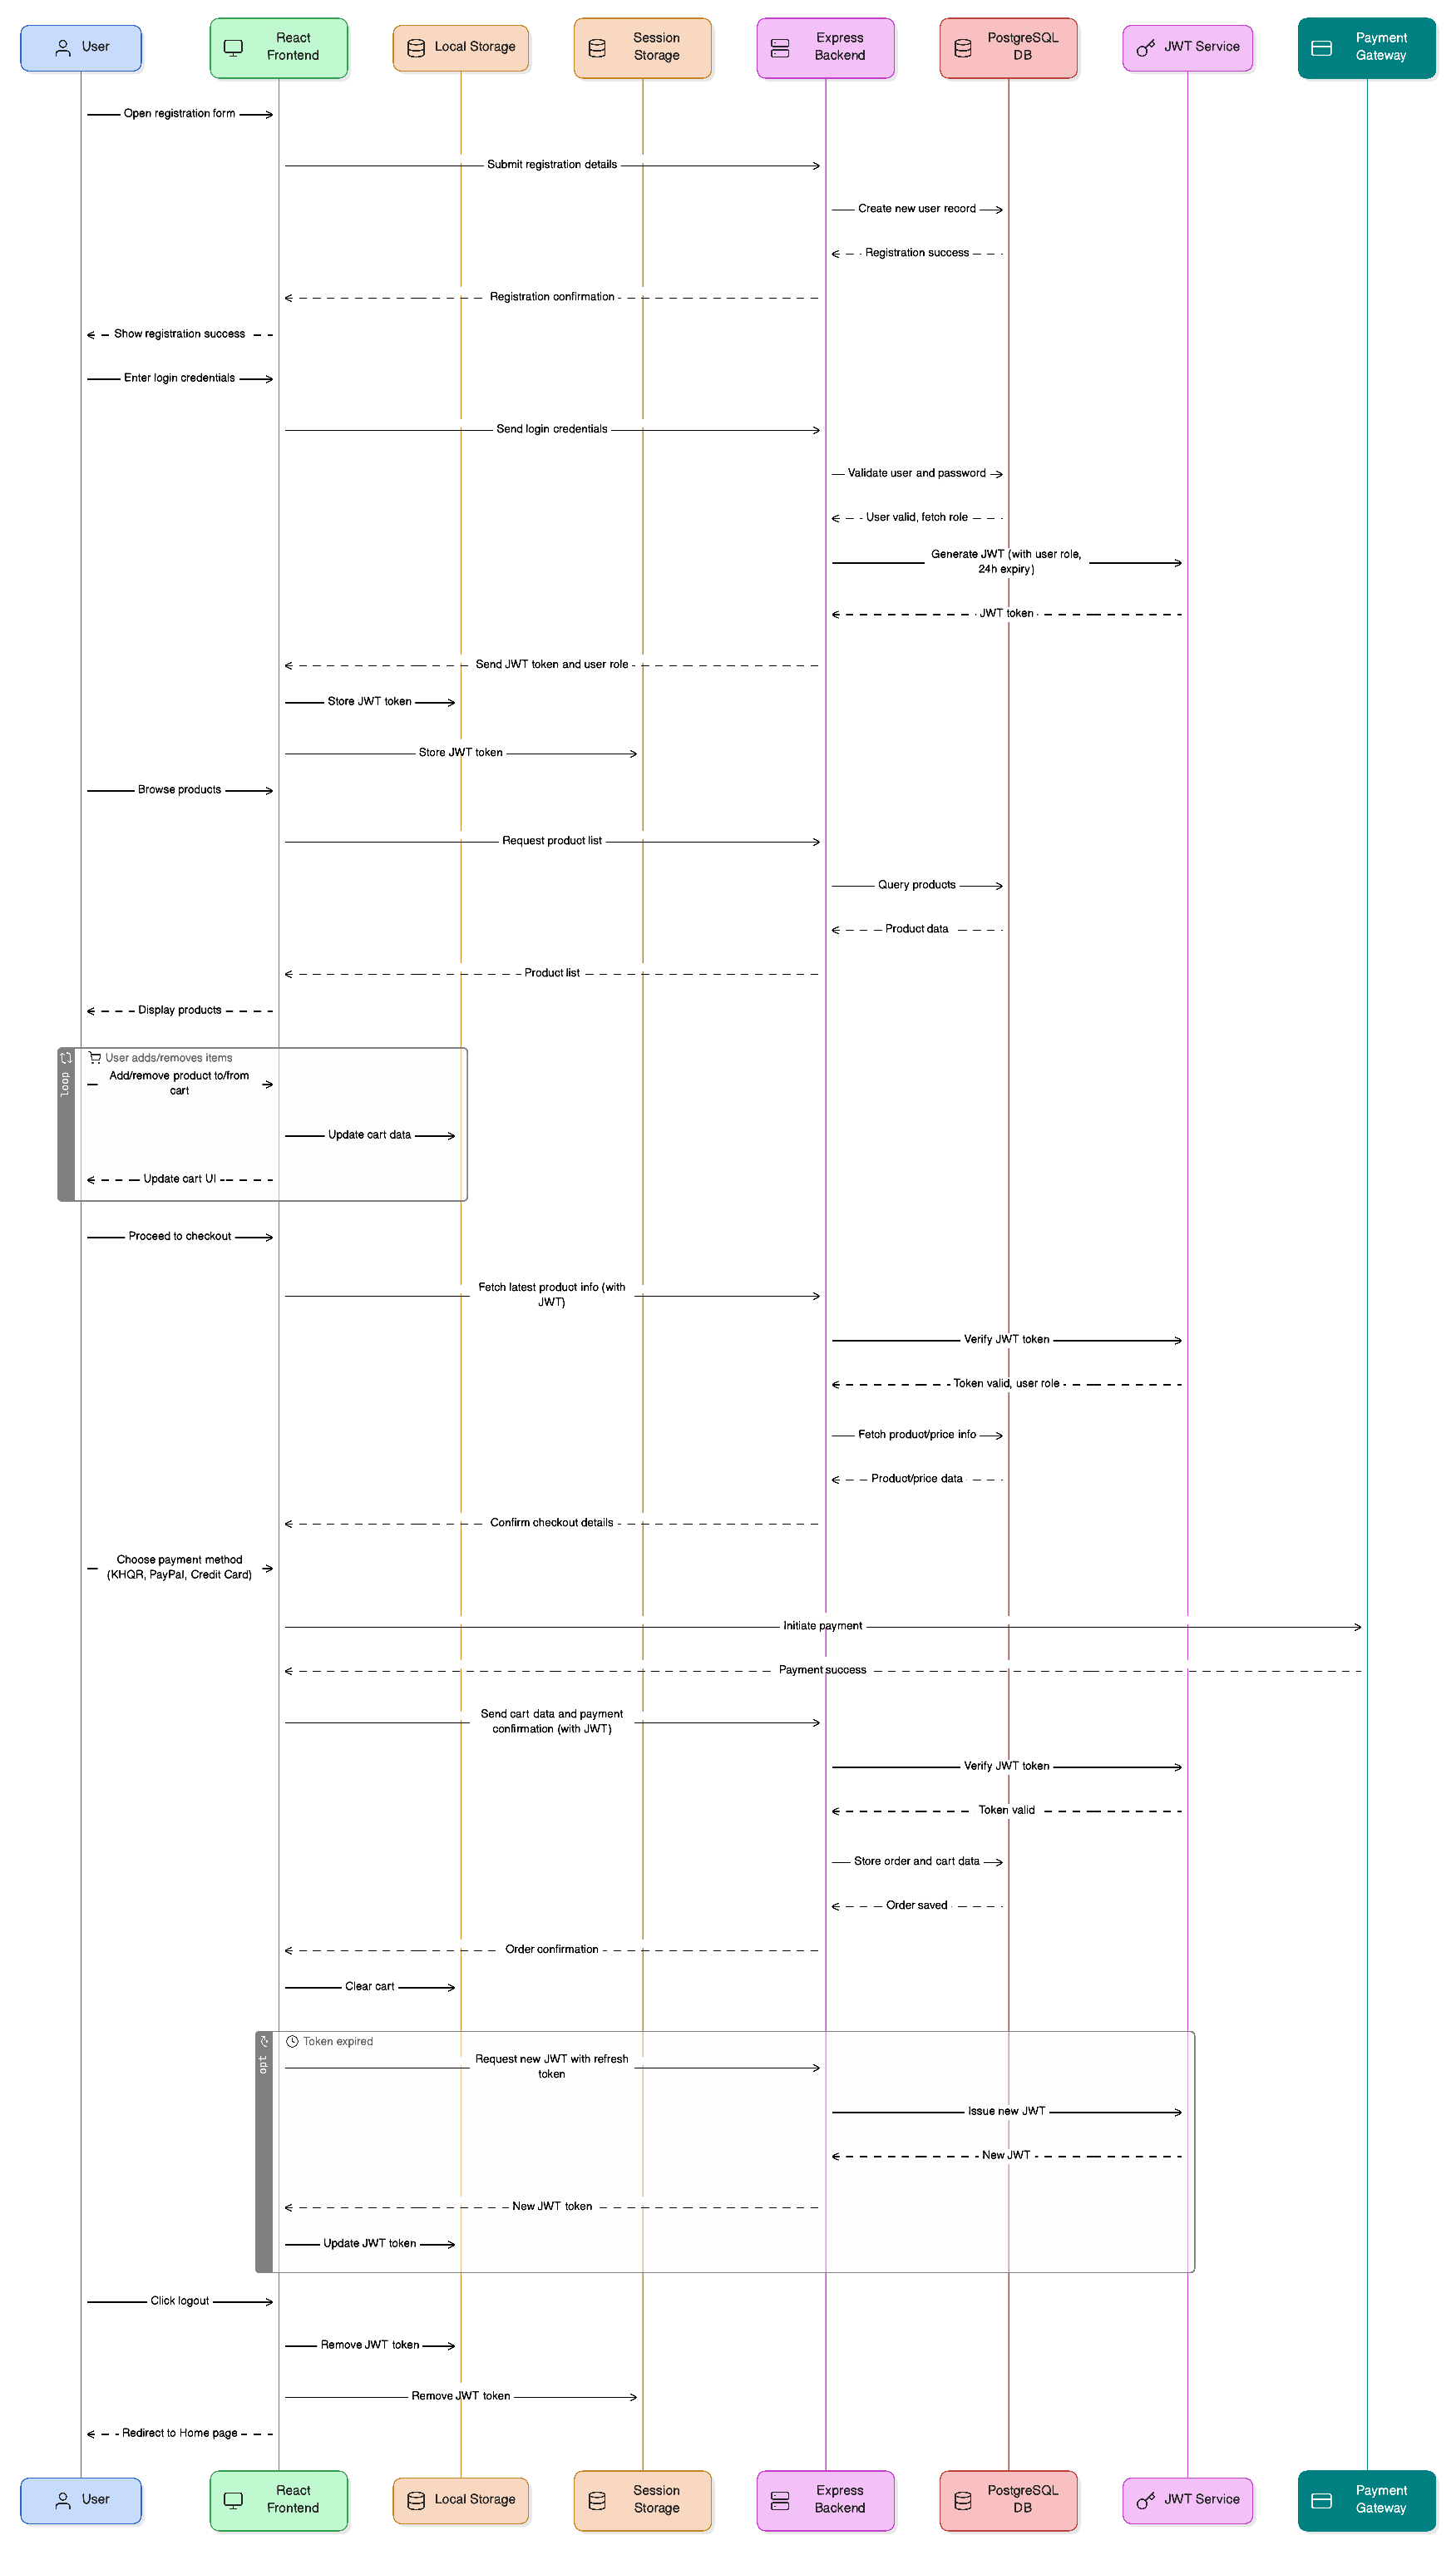 User
React
Frontend
Local Storage
Session
Storage
Express
Backend
PostgreSQL
DB
JWT Service
Payment
Gateway
Open registration form
Submit registration details
Create new user record
Registration success
Registration confirmation
Show registration success
Enter login credentials
Send login credentials
Validate user and password
User valid, fetch role
Generate JWT (with user role,
24h expiry)
JWT token
Send JWT token and user role
Store JWT token
Store JWT token
Browse products
Request product list
Query products
Product data
Product list
Display products
loop
User adds/removes items
Add/remove product to/from
cart
Update cart data
Update cart UI
Proceed to checkout
Fetch latest product info (with
JWT)
Verify JWT token
Token valid, user role
Fetch product/price info
Product/price data
Confirm checkout details
Choose payment method
(KHQR, PayPal, Credit Card)
Initiate payment
Payment success
Send cart data and payment
confirmation (with JWT)
Verify JWT token
Token valid
Store order and cart data
Order saved
Order confirmation
Clear cart
opt
Token expired
Request new JWT with refresh
token
Issue new JWT
New JWT
New JWT token
Update JWT token
Click logout
Remove JWT token
Remove JWT token
Redirect to Home page
User
React
Frontend
Local Storage
Session
Storage
Express
Backend
PostgreSQL
DB
JWT Service
Payment
Gateway